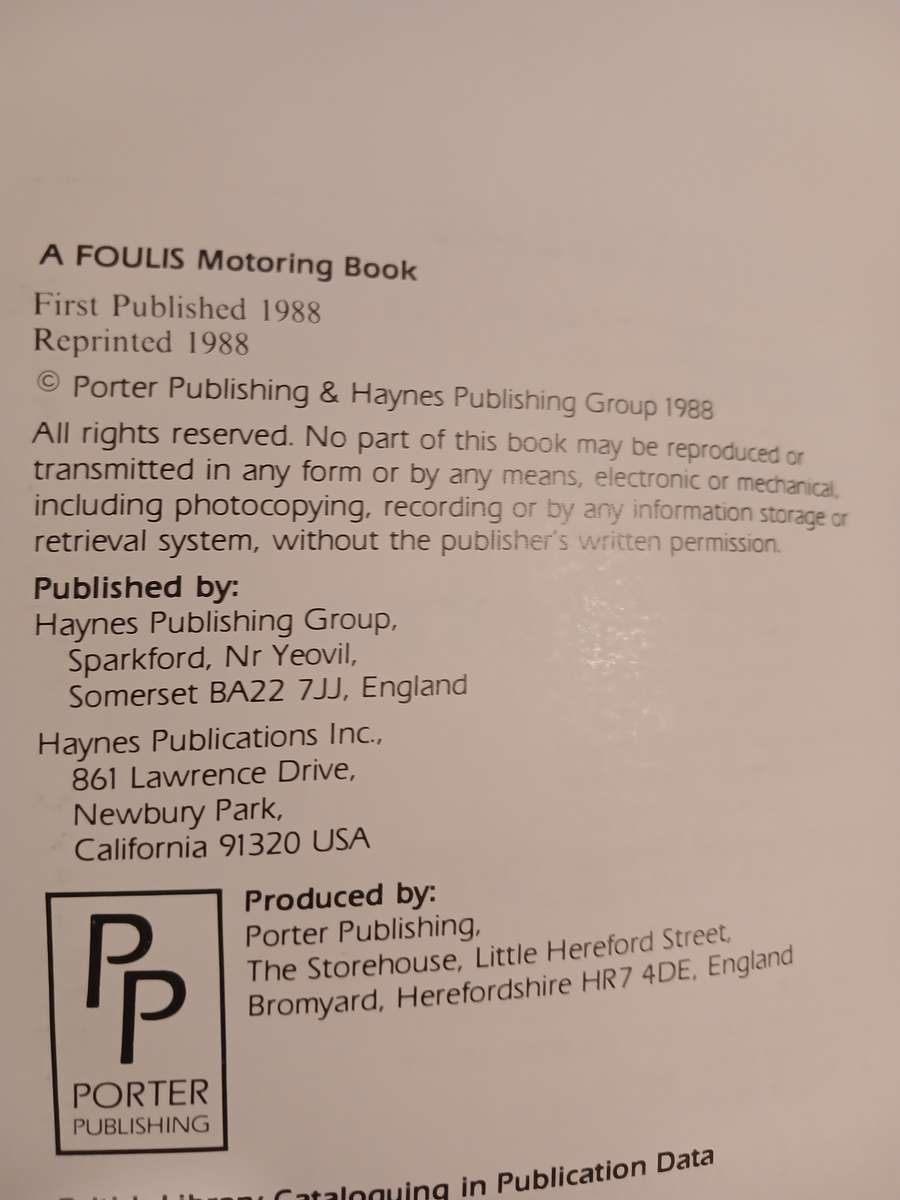 A FOULIS Motoring Book
First Published 1988
Reprinted 1988
© Porter Publishing & Haynes Publishing Group 1988
All rights reserved. No part of this book may be reproduced or
transmitted in any form or by any means, electronic or mechanical,
including photocopying, recording or by any information storage or
retrieval system, without the publisher's written permission.
Published by:
Haynes Publishing Group,
Sparkford, Nr Yeovil,
Somerset BA22 7JJ, England
Haynes Publications Inc.,
861 Lawrence Drive,
Newbury Park,
California 91320 USA
Produced by:
Porter Publishing,
The Storehouse, Little Hereford Street,
Bromyard, Herefordshire HR7 4DE, England
PP
PORTER
PUBLISHING
British Library Cataloguing in Publication Data